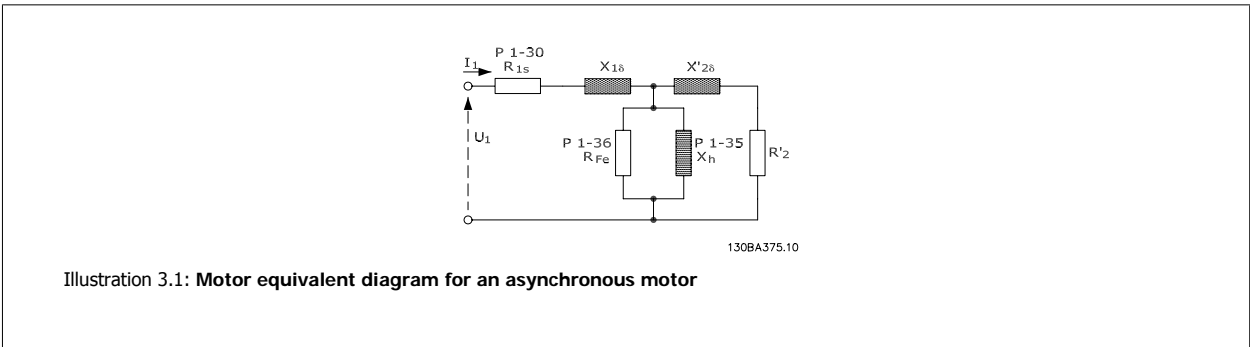 P 1-30
I1
R1s
X1δ
X'2δ
U1
P 1-36
RFe
P 1-35
Xh
R'2
130BA375.10
Illustration 3.1: Motor equivalent diagram for an asynchronous motor